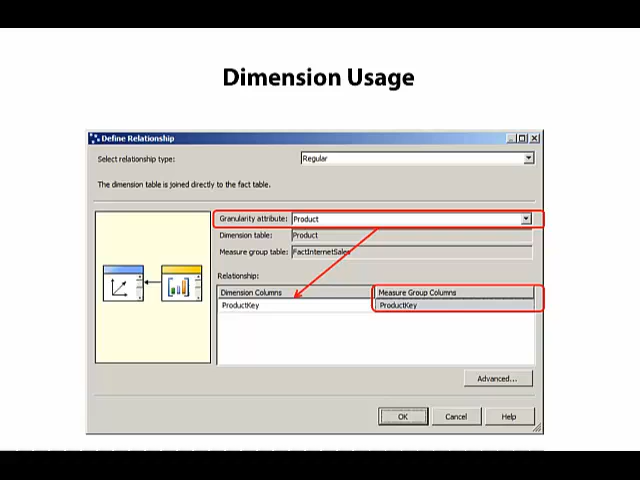 Dimension Usage
Define Relationship
Select relationship type: Regular
The dimension table is joined directly to the fact table.
Granularity attribute: Product
Dimension table: Product
Measure group table: FactInternetSales
Relationship:
Dimension Columns Measure Group Columns
ProductKey ProductKey
Advanced...
OK Cancel Help